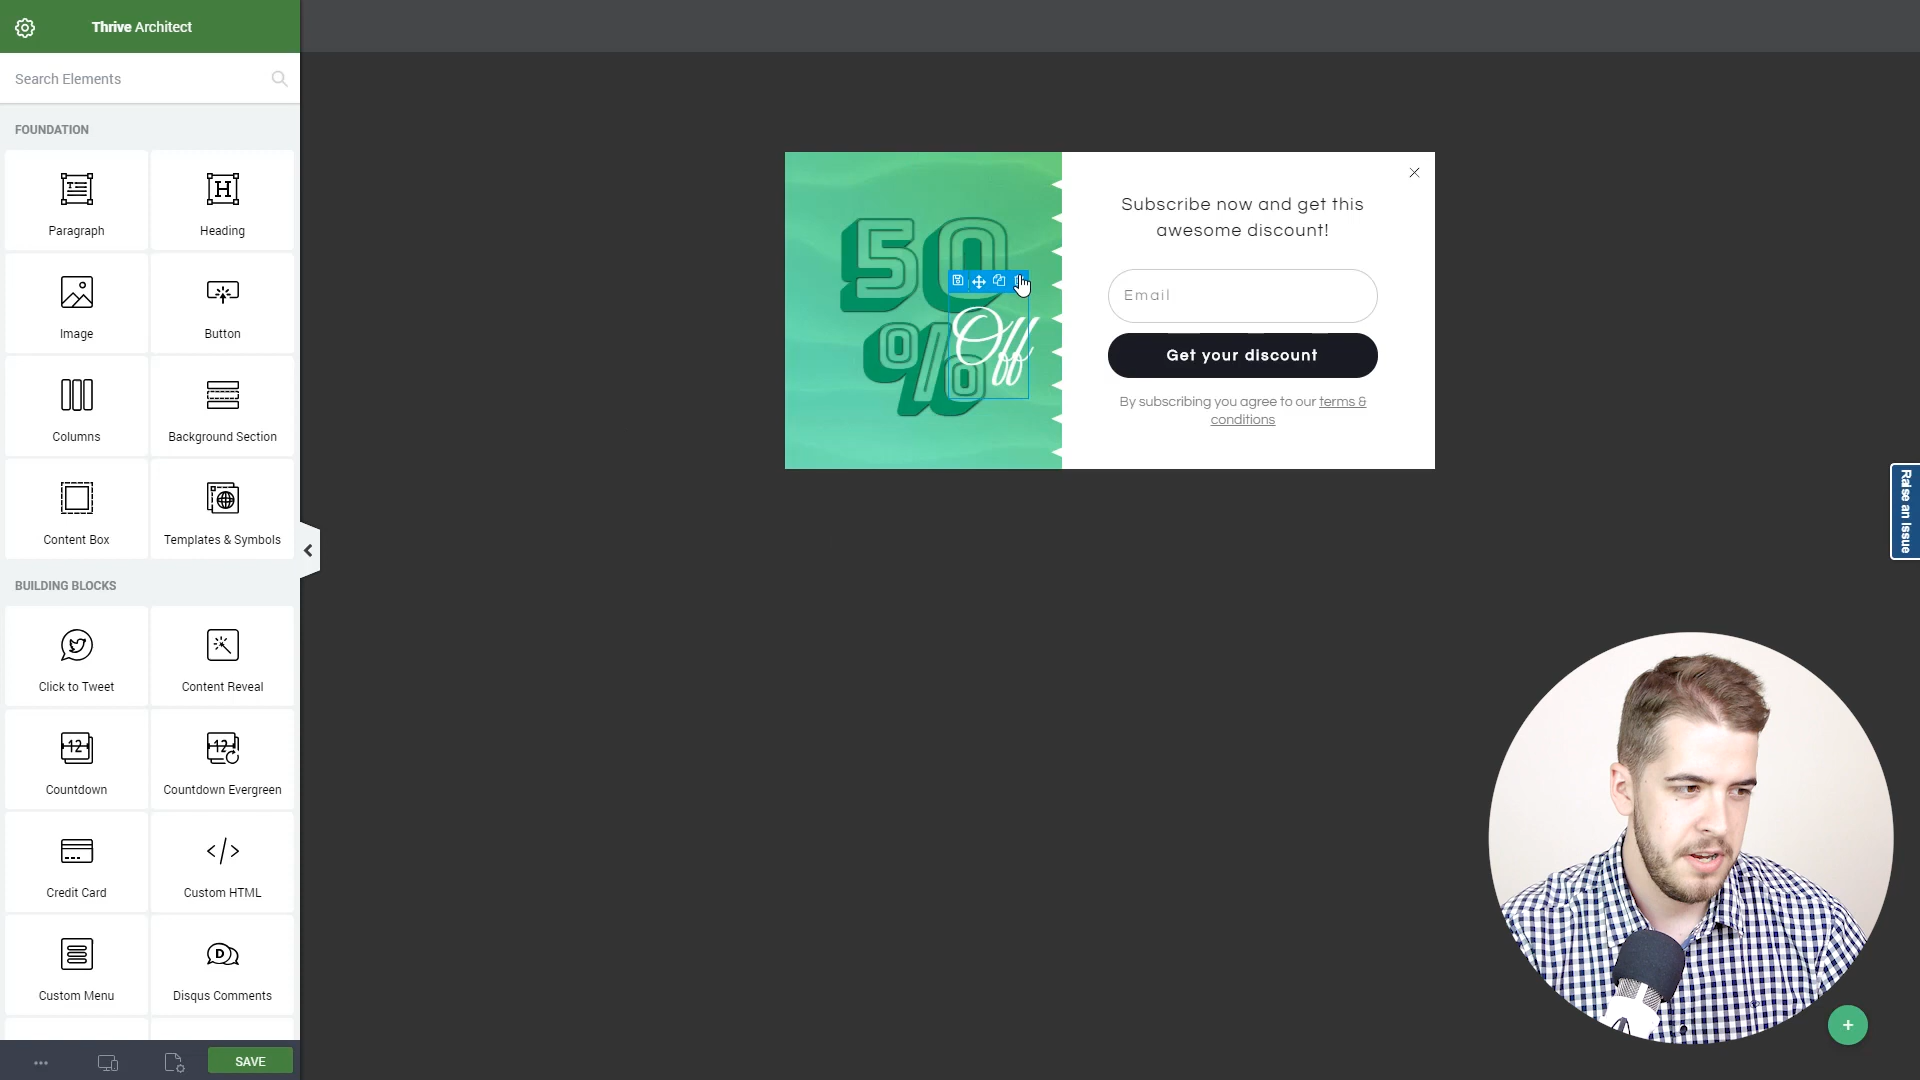 Thrive Architect
Search Elements
FOUNDATION
Paragraph
Heading
Image
Button
Columns
Background Section
Content Box
Templates & Symbols
BUILDING BLOCKS
Click to Tweet
Content Reveal
12
12
Countdown
Countdown Evergreen
Credit Card
Custom HTML
Custom Menu
Disqus Comments
SAVE
50
%
Off
Subscribe now and get this
awesome discount!
Email
Get your discount
By subscribing you agree to our terms &
conditions
Raise an Issue